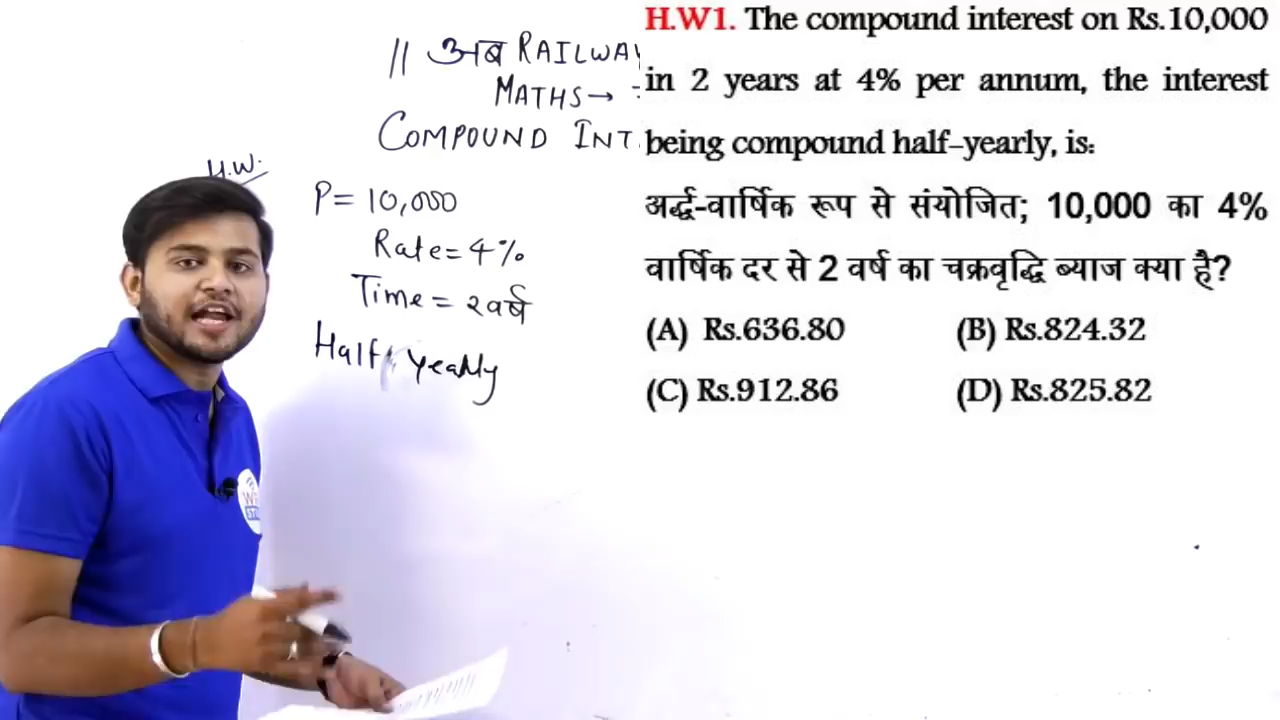 || अब RAILWAY
MATHS →
COMPOUND INT
H.W.
P = 10,000
Rate = 4%
Time = २वर्ष
Half yearly
H.W1. The compound interest on Rs.10,000
in 2 years at 4% per annum, the interest
being compound half-yearly, is:
अर्द्ध-वार्षिक रूप से संयोजित; 10,000 का 4%
वार्षिक दर से 2 वर्ष का चक्रवृद्धि ब्याज क्या है?
(A) Rs.636.80 (B) Rs.824.32
(C) Rs.912.86 (D) Rs.825.82